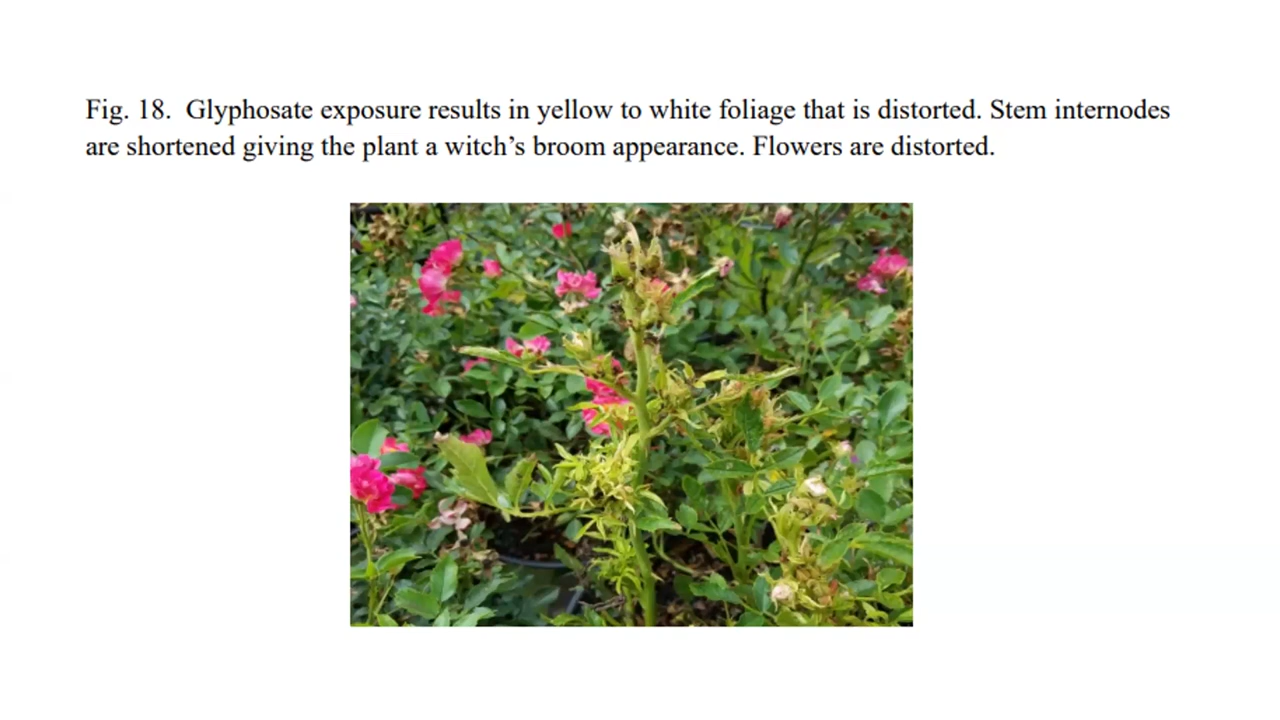 Fig. 18.  Glyphosate exposure results in yellow to white foliage that is distorted. Stem internodes
are shortened giving the plant a witch’s broom appearance. Flowers are distorted.